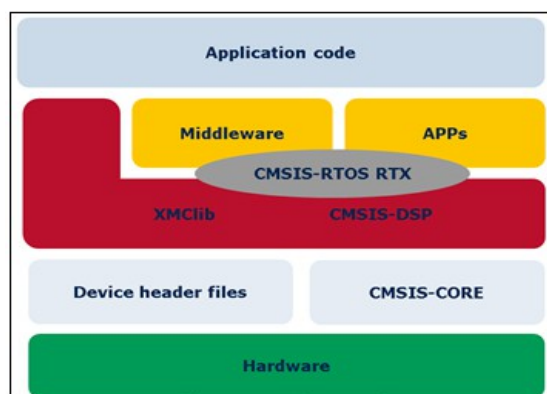 Application code
Middleware APPs
CMSIS-RTOS RTX
XMClib CMSIS-DSP
Device header files CMSIS-CORE
Hardware